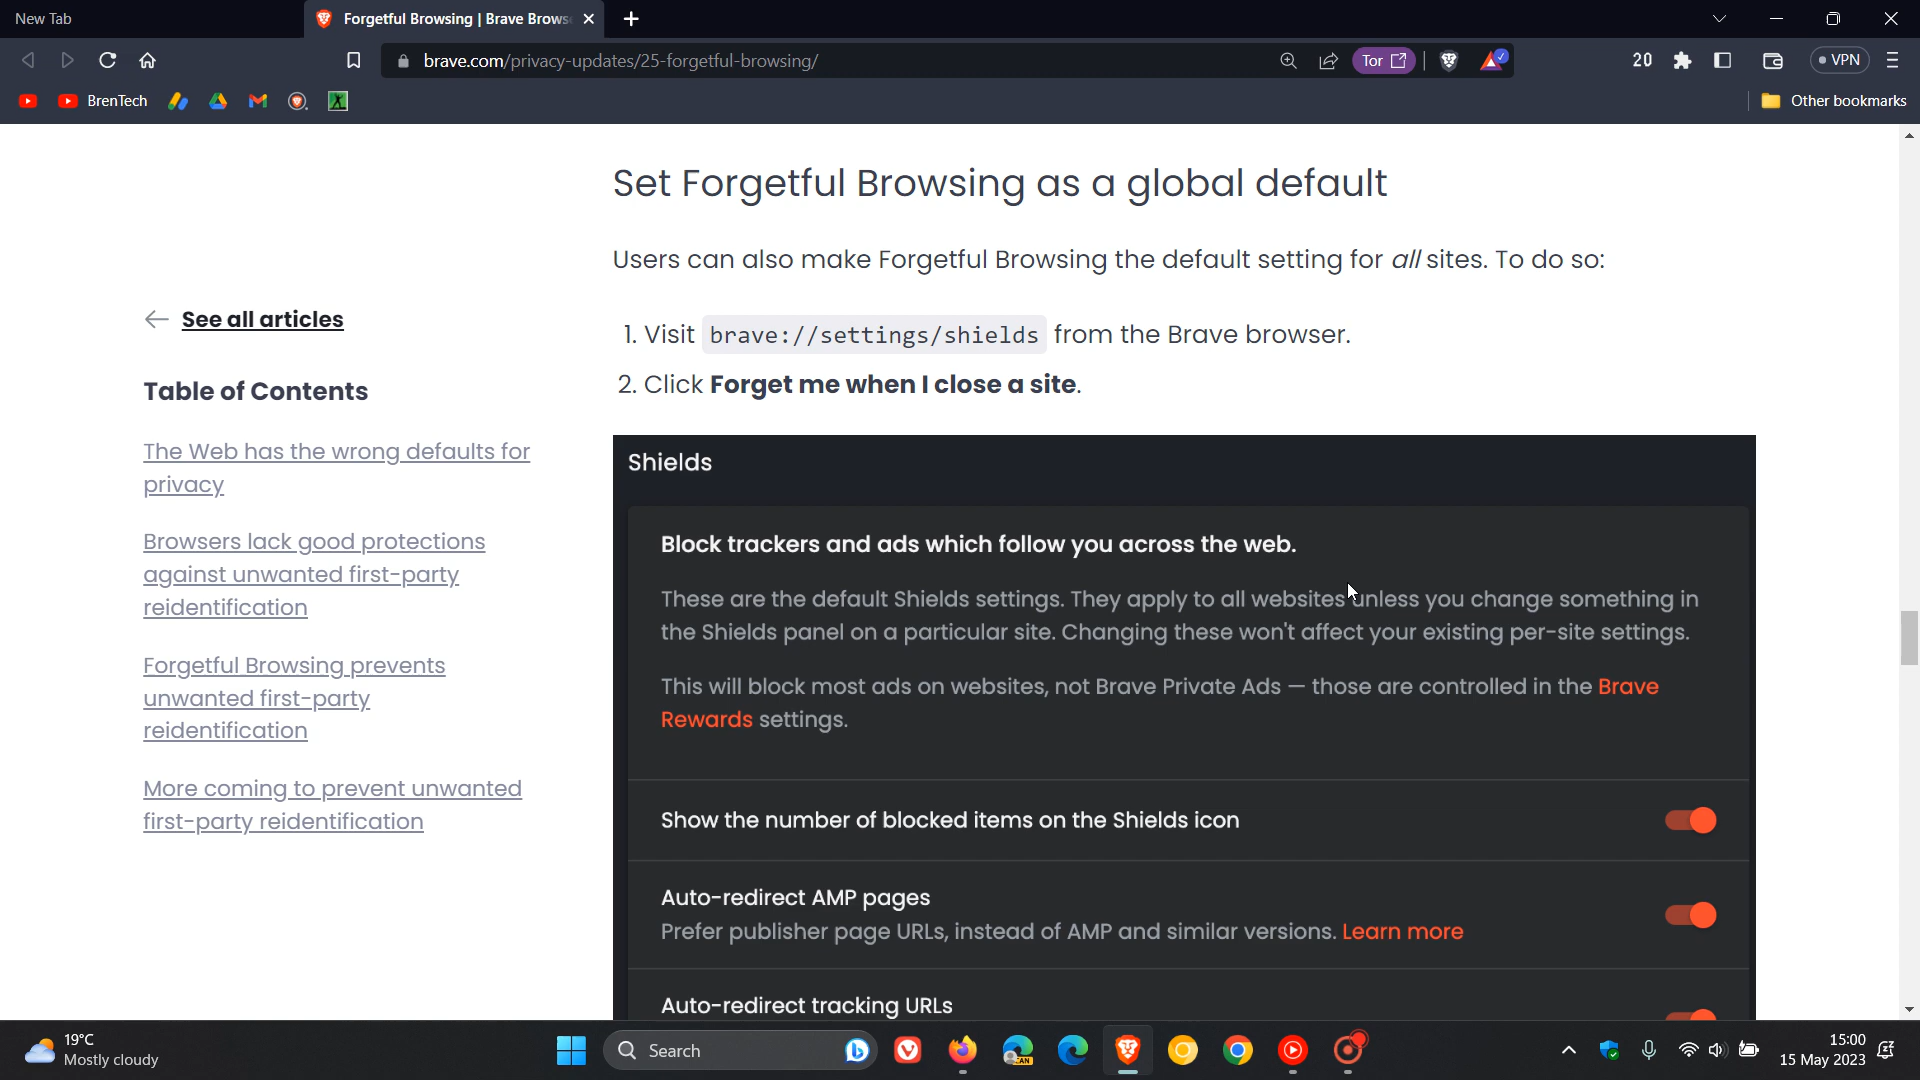 New Tab
Forgetful Browsing | Brave Brows
brave.com/privacy-updates/25-forgetful-browsing/
Tor
20
VPN
BrenTech
Other bookmarks
Set Forgetful Browsing as a global default
Users can also make Forgetful Browsing the default setting for all sites. To do so:
See all articles
1. Visit brave://settings/shields from the Brave browser.
2. Click Forget me when I close a site.
Table of Contents
The Web has the wrong defaults for
privacy
Browsers lack good protections
against unwanted first-party
reidentification
Forgetful Browsing prevents
unwanted first-party
reidentification
More coming to prevent unwanted
first-party reidentification
Shields
Block trackers and ads which follow you across the web.
These are the default Shields settings. They apply to all websites unless you change something in
the Shields panel on a particular site. Changing these won't affect your existing per-site settings.
This will block most ads on websites, not Brave Private Ads — those are controlled in the Brave
Rewards settings.
Show the number of blocked items on the Shields icon
Auto-redirect AMP pages
Prefer publisher page URLs, instead of AMP and similar versions. Learn more
Auto-redirect tracking URLs
19°C
Mostly cloudy
Search
CAN
15:00
15 May 2023